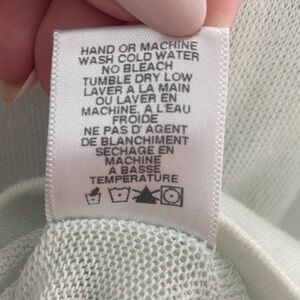 HAND OR MACHINE
WASH COLD WATER
NO BLEACH
TUMBLE DRY LOW
LAVER A LA MAIN
OU LAVER EN
MACHINE, A L'EAU
FROIDE
NE PAS D'AGENT
DE BLANCHIMENT
SECHAGE EN
MACHINE
A BASSE
TEMPERATURE